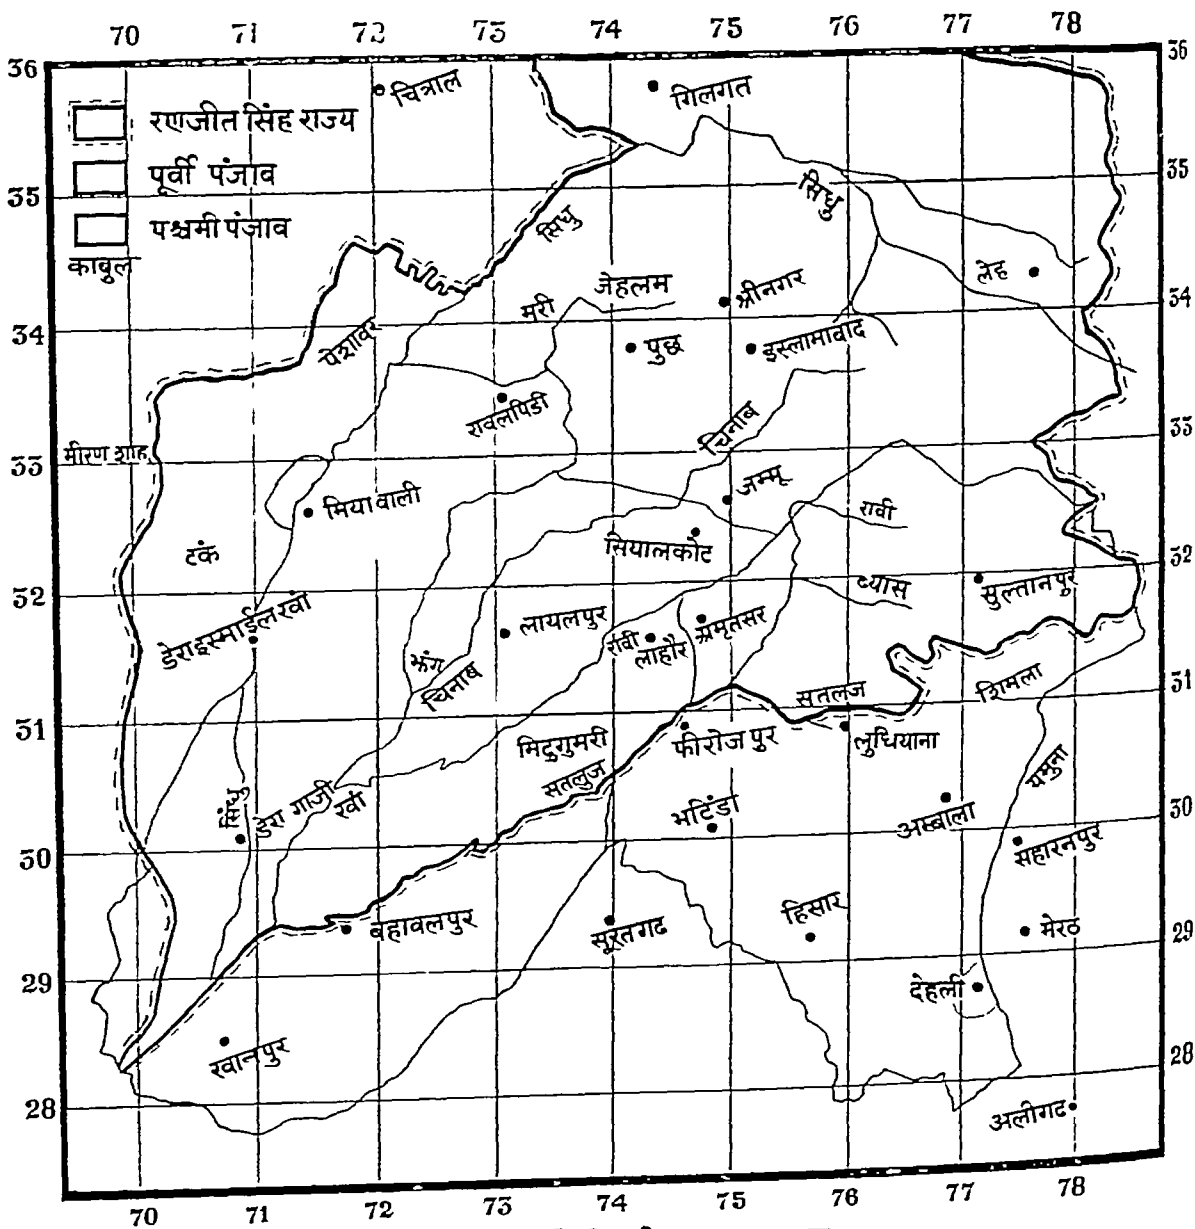 70 71 72 73 74 75 76 77 78
36 36
चित्राल
गिलगत
रणजीत सिंह राज्य
पूर्वी पंजाब
35 35
सिंधु
सिंधु
पश्चमी पंजाब
काबुल
लेह
जेहलम
श्रीनगर
मरी
34 34
पेशावर
पुछ
इस्लामाबाद
रावलपिंडी
चिनाब
मीरण शाह
33 33
मियावाली
जम्मू
रावी
टंक
सियालकोट
32 32
ब्यास
सुल्तानपुर
डेरा इस्माईल खां
लायलपुर
रावी
लाहौर
अमृतसर
झंग
चिनाब
31 31
शिमला
सतलज
मिंटगुमरी
फीरोजपुर
लुधियाना
सतलुज
यमुना
सिंधु
डेरा गाजी
खां
भटिंडा
अम्बाला
30 30
सहारनपुर
बहावलपुर
सूरतगढ
हिसार
मेरठ
29 29
देहली
खानपुर
28 28
अलीगढ
70 71 72 73 74 75 76 77 78